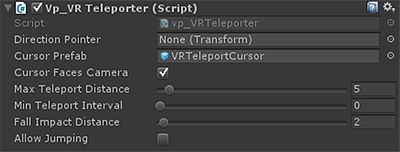 Vp_VR Teleporter (Script)
Script vp_VRTeleporter
Direction Pointer None (Transform)
Cursor Prefab VRTeleportCursor
Cursor Faces Camera
Max Teleport Distance 5
Min Teleport Interval 0
Fall Impact Distance 2
Allow Jumping